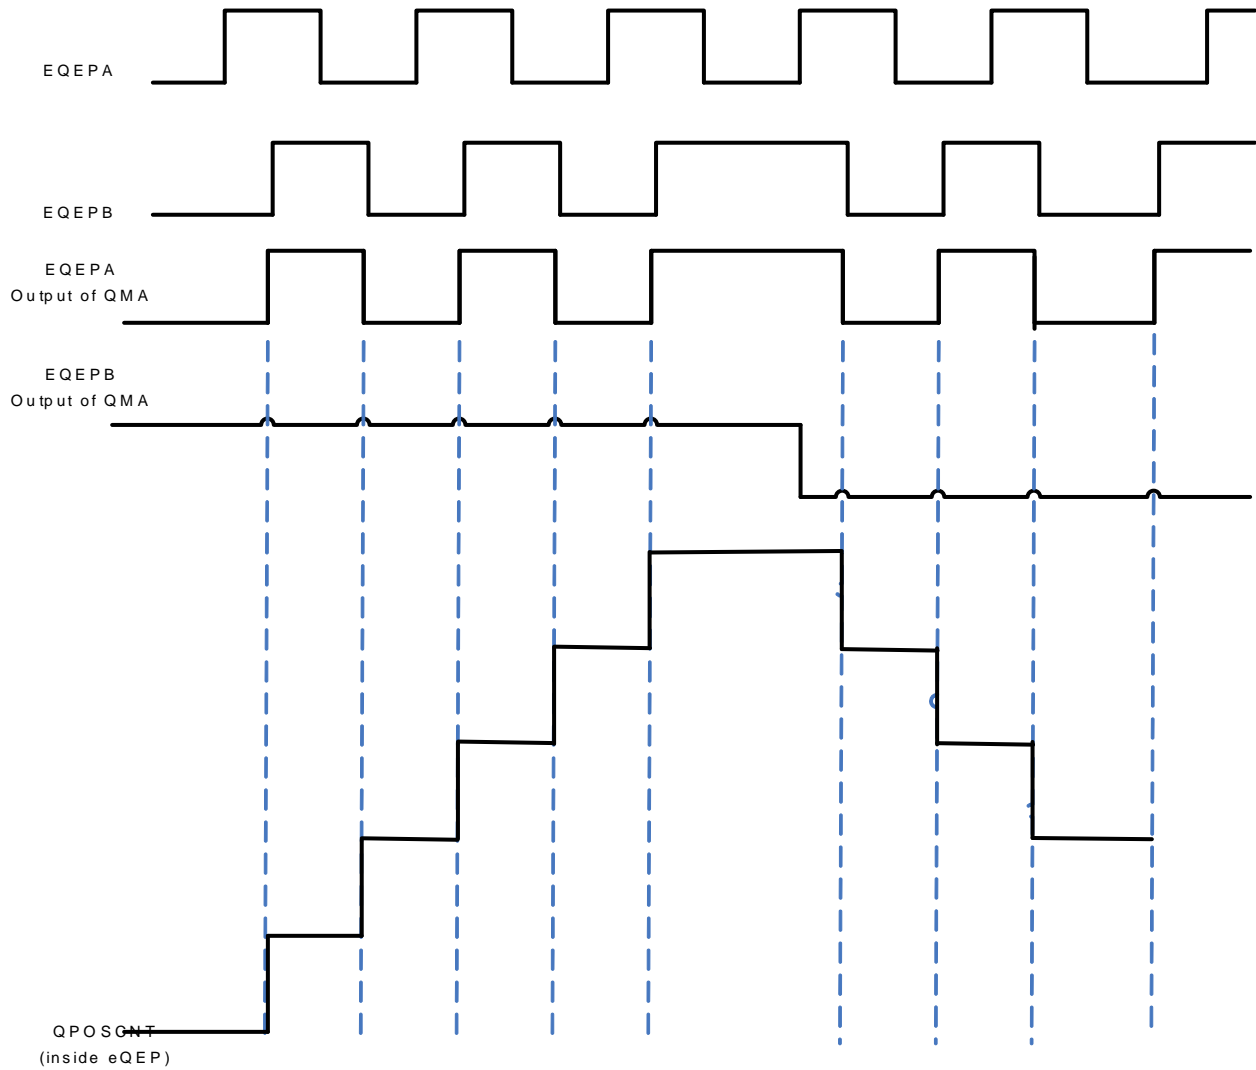 EQEPA
EQEPB
EQEPA
Output of QMA
EQEPB
Output of QMA
QPOSCNT
(inside eQEP)